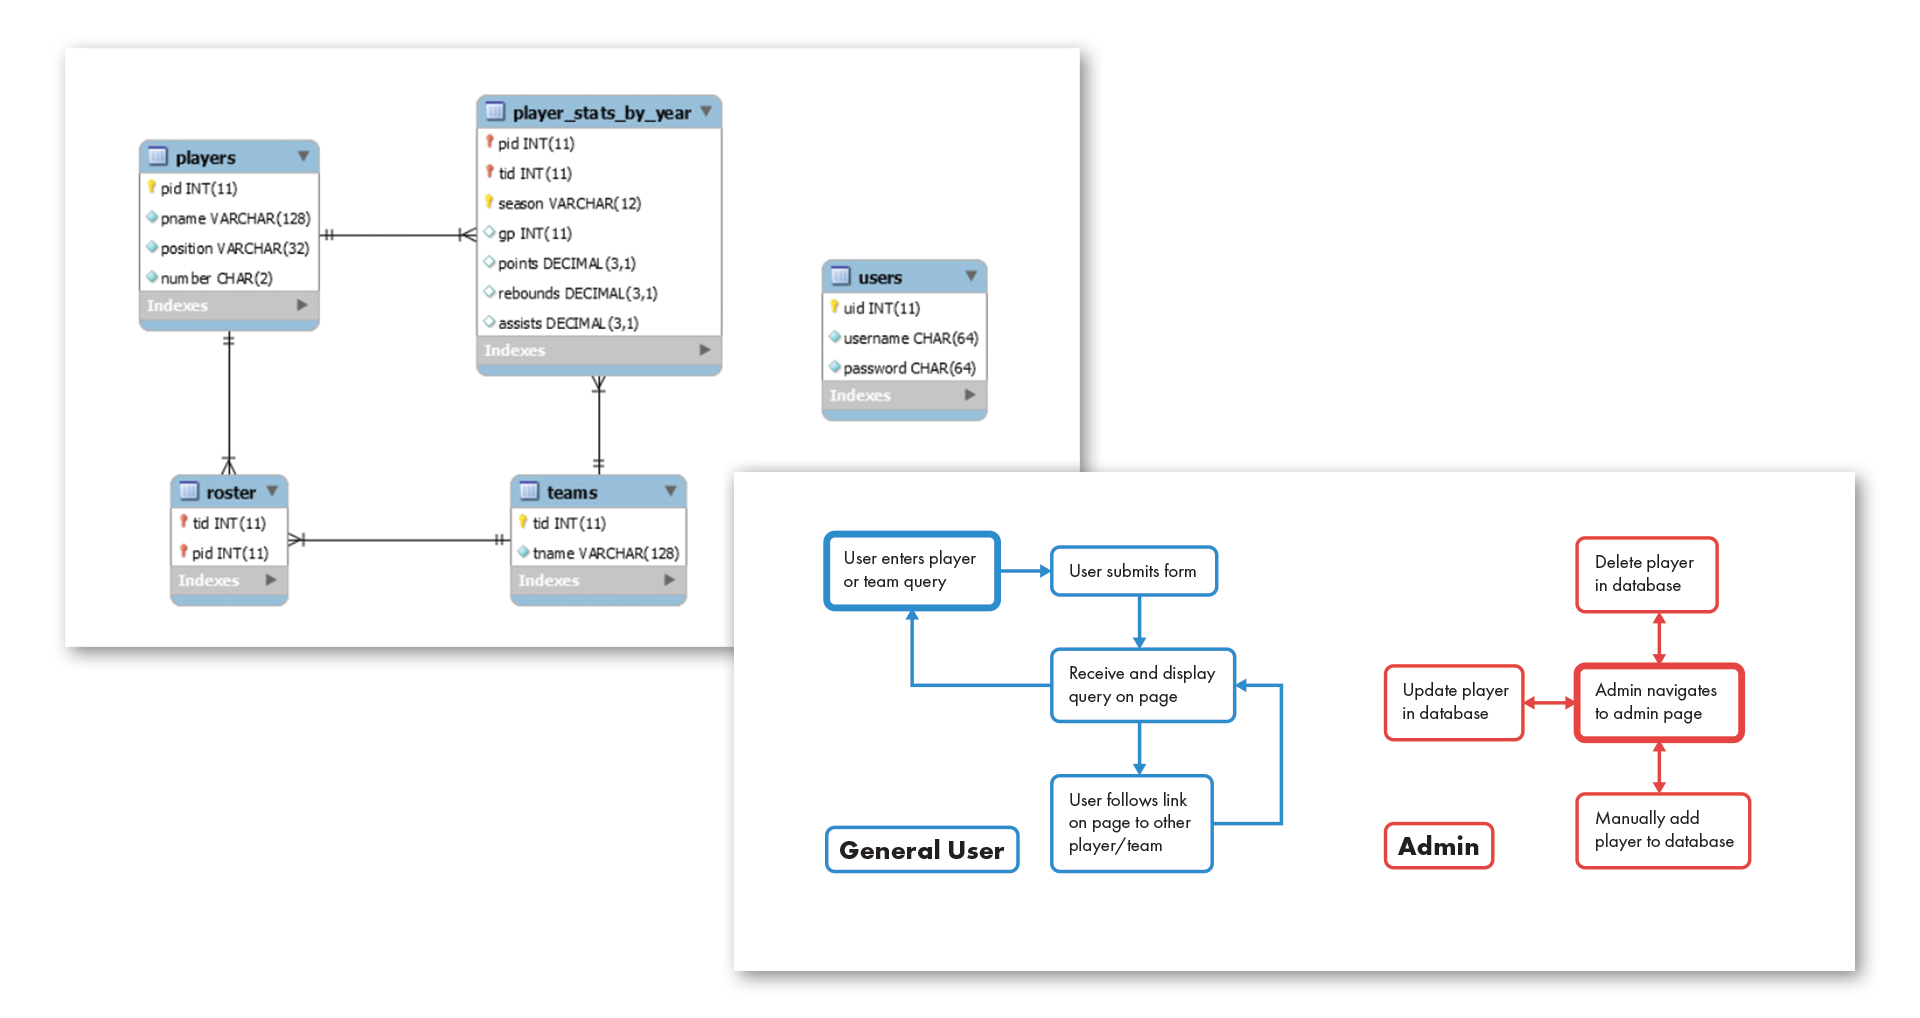 players
pid INT(11)
pname VARCHAR(128)
position VARCHAR(32)
number CHAR(2)
Indexes
player_stats_by_year
pid INT(11)
tid INT(11)
season VARCHAR(12)
gp INT(11)
points DECIMAL(3,1)
rebounds DECIMAL(3,1)
assists DECIMAL(3,1)
Indexes
users
uid INT(11)
username CHAR(64)
password CHAR(64)
Indexes
roster
tid INT(11)
pid INT(11)
Indexes
teams
tid INT(11)
tname VARCHAR(128)
Indexes
User enters player
or team query
User submits form
Receive and display
query on page
User follows link
on page to other
player/team
General User
Delete player
in database
Update player
in database
Admin navigates
to admin page
Manually add
player to database
Admin